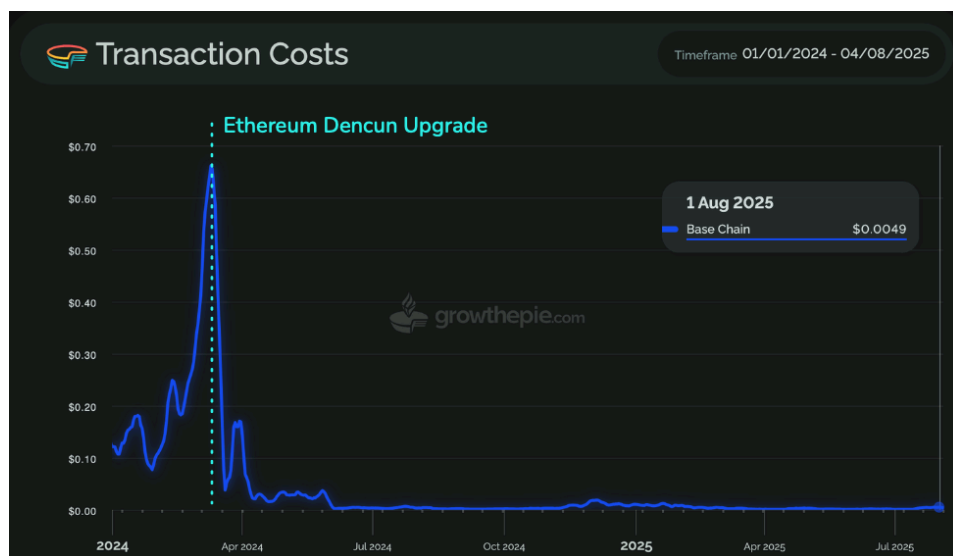 Transaction Costs
Timeframe 01/01/2024 - 04/08/2025
Ethereum Dencun Upgrade
$0.70
$0.60
1 Aug 2025
Base Chain $0.0049
$0.50
$0.40
growthepie.com
$0.30
$0.20
$0.10
$0.00
2024 Apr 2024 Jul 2024 Oct 2024 2025 Apr 2025 Jul 2025